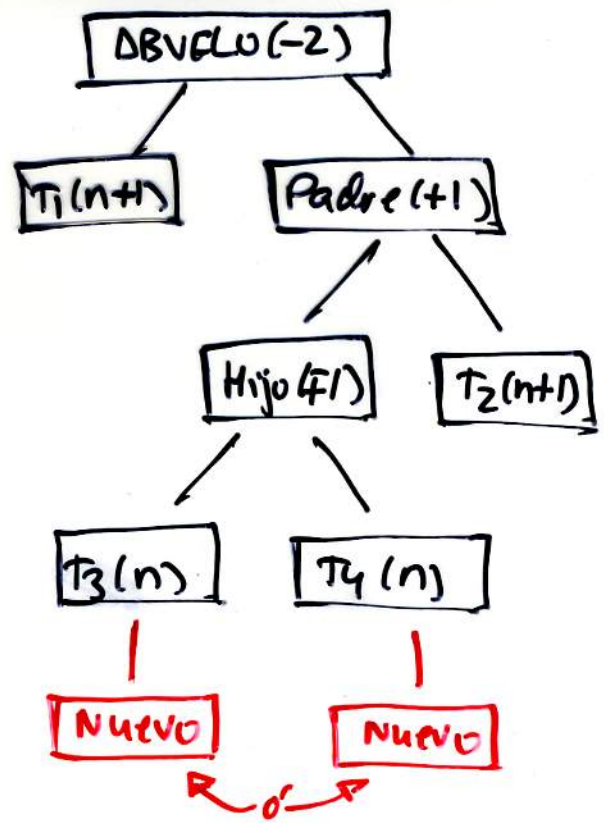 ABUELO(-2)
T1(n+1)
Padre(+1)
Hijo(∓1)
T2(n+1)
T3(n)
T4(n)
Nuevo
Nuevo
ó